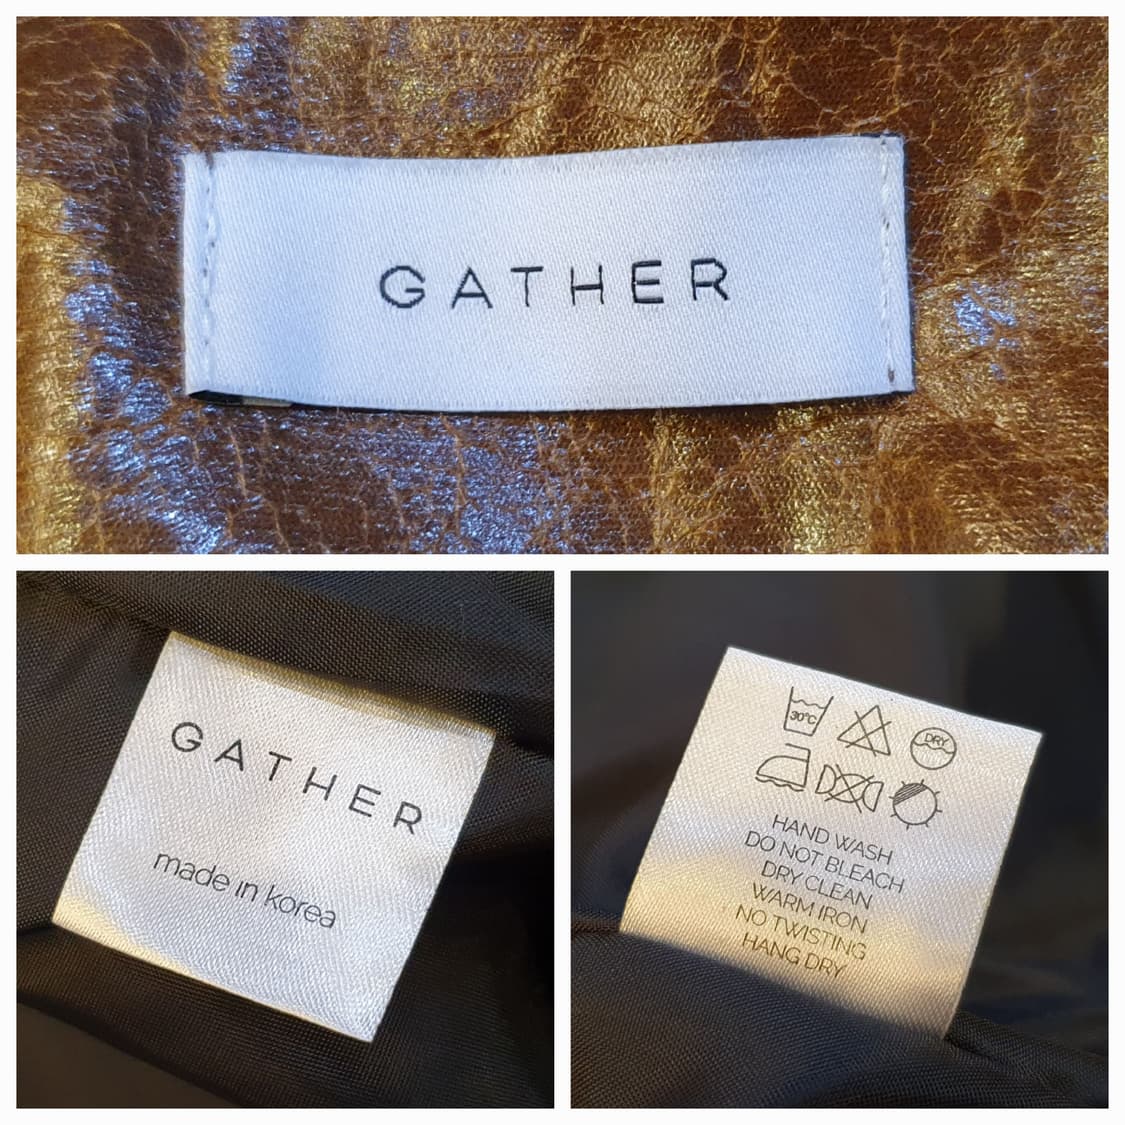 GATHER
GATHER
made in korea
30°C
DRY
HAND WASH
DO NOT BLEACH
DRY CLEAN
WARM IRON
NO TWISTING
HANG DRY